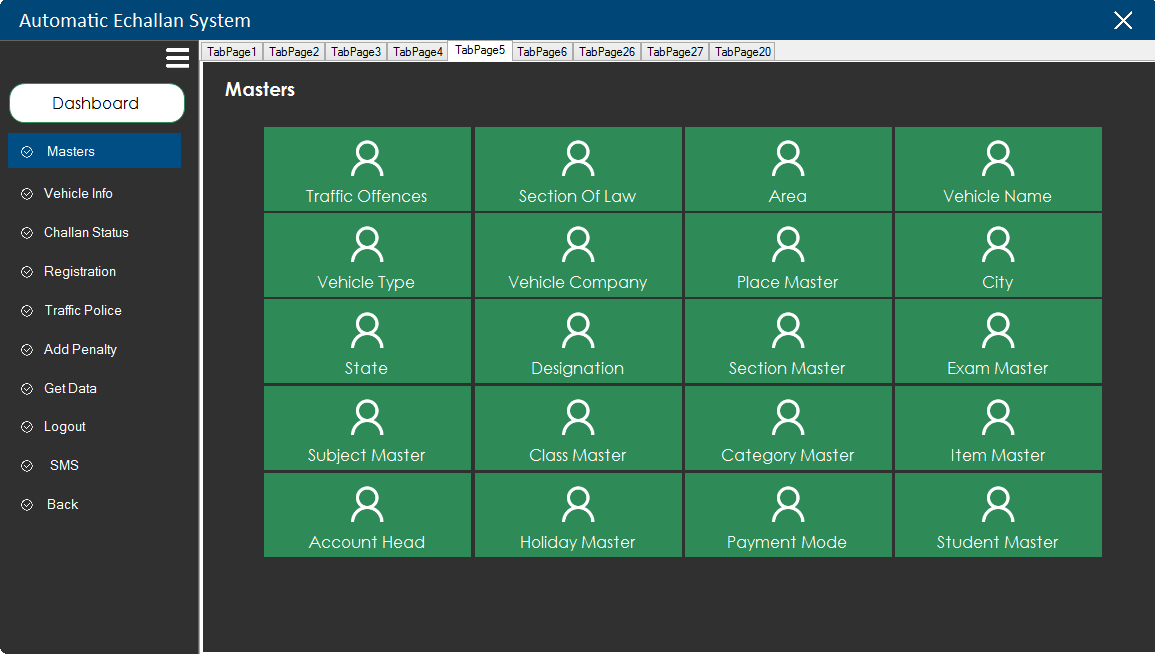 Automatic Echallan System
TabPage1 TabPage2 TabPage3 TabPage4 TabPage5 TabPage6 TabPage26 TabPage27 TabPage20
Dashboard
Masters
Vehicle Info
Challan Status
Registration
Traffic Police
Add Penalty
Get Data
Logout
SMS
Back
Masters
Traffic Offences Section Of Law Area Vehicle Name
Vehicle Type Vehicle Company Place Master City
State Designation Section Master Exam Master
Subject Master Class Master Category Master Item Master
Account Head Holiday Master Payment Mode Student Master